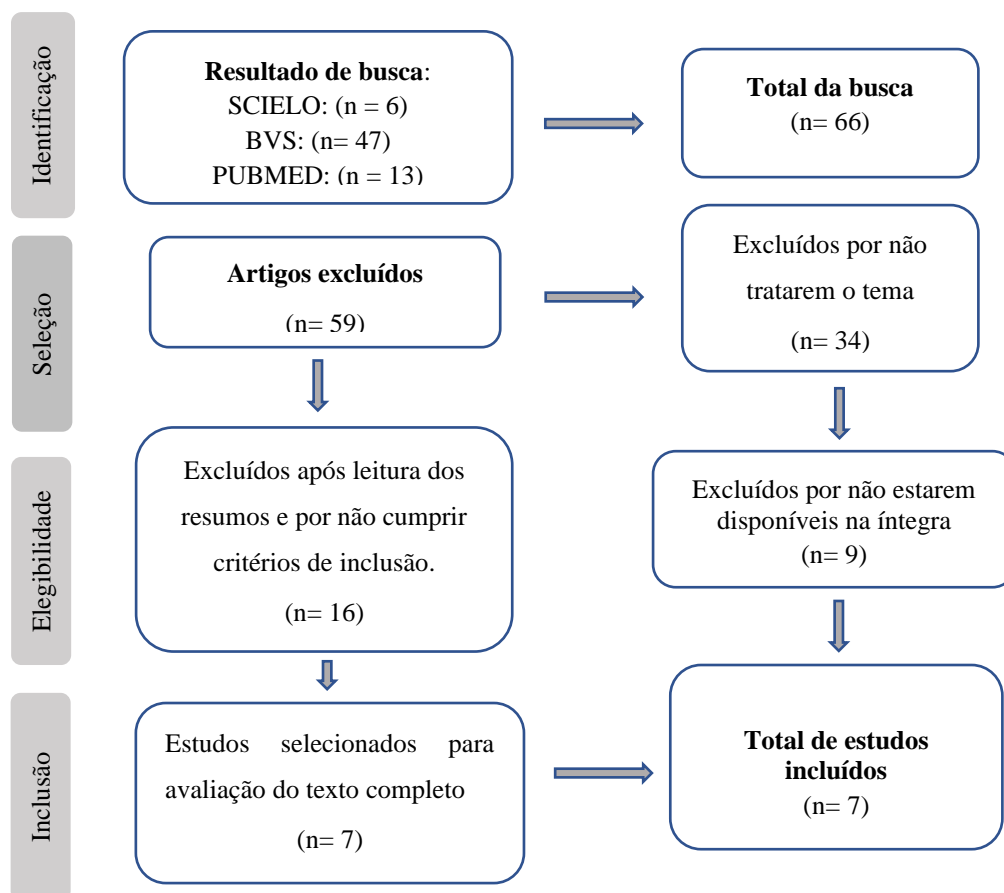 Identificação
Resultado de busca:
SCIELO: (n = 6)
BVS: (n= 47)
PUBMED: (n = 13)
Total da busca
(n= 66)
Seleção
Artigos excluídos
(n= 59)
Excluídos por não
tratarem o tema
(n= 34)
Elegibilidade
Excluídos após leitura dos
resumos e por não cumprir
critérios de inclusão.
(n= 16)
Excluídos por não estarem
disponíveis na íntegra
(n= 9)
Inclusão
Estudos selecionados para
avaliação do texto completo
(n= 7)
Total de estudos
incluídos
(n= 7)